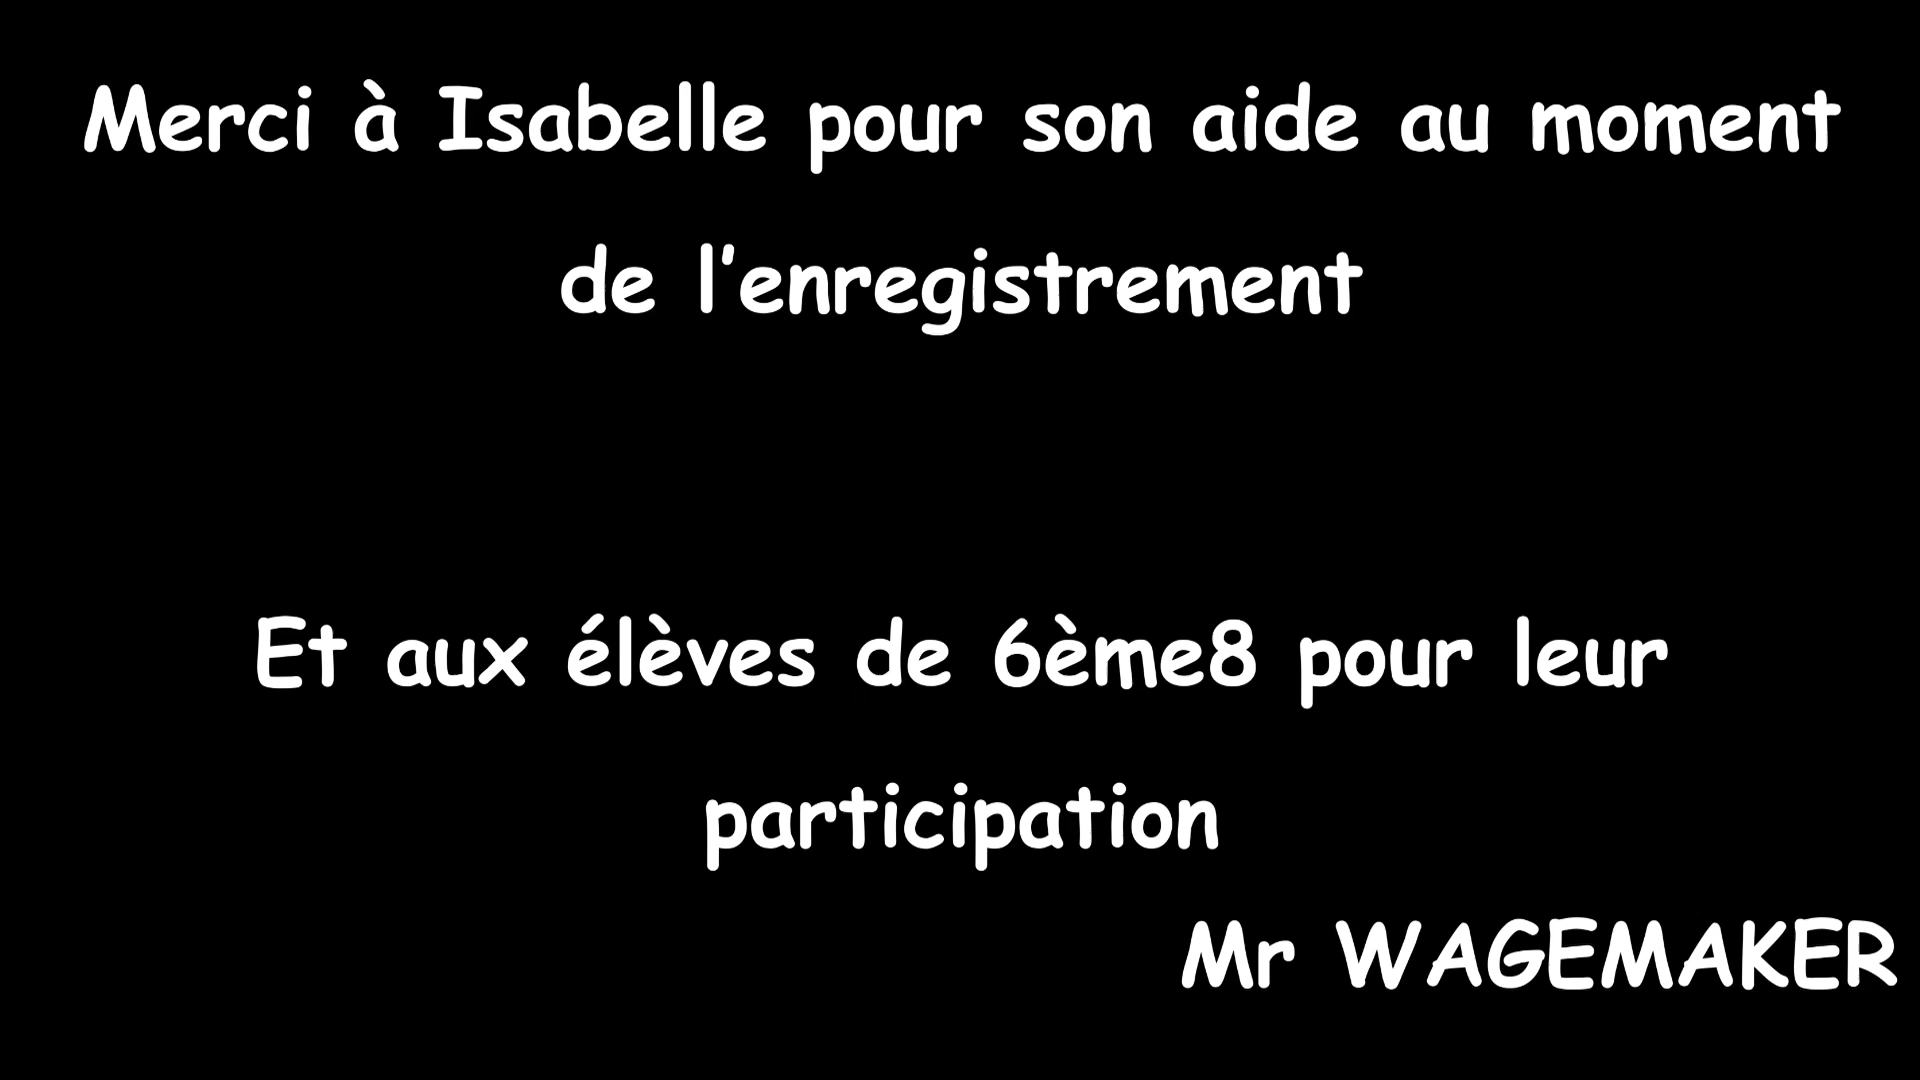 Merci à Isabelle pour son aide au moment
de l’enregistrement
Et aux élèves de 6ème8 pour leur
participation
Mr WAGEMAKER